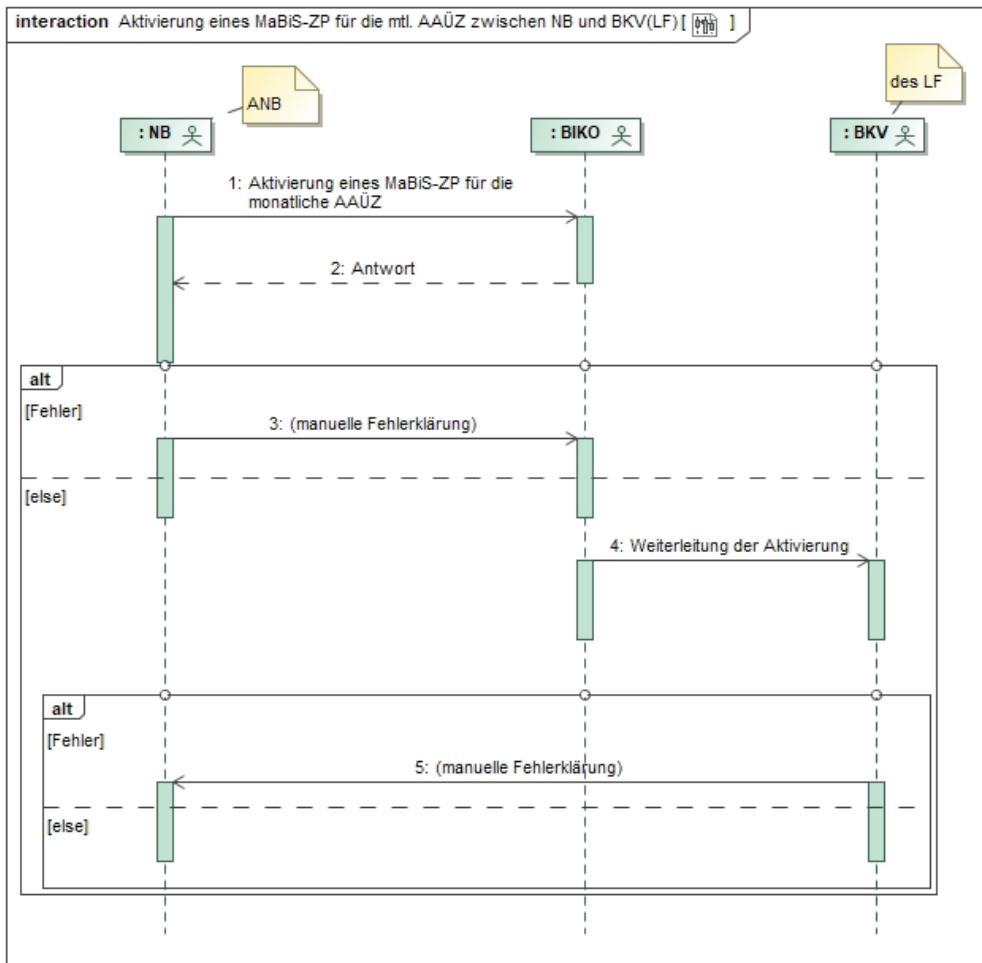 interaction Aktivierung eines MaBiS-ZP für die mtl. AAÜZ zwischen NB und BKV(LF) [ ]
ANB
des LF
: NB
: BIKO
: BKV
1: Aktivierung eines MaBiS-ZP für die
monatliche AAÜZ
2: Antwort
alt
[Fehler]
3: (manuelle Fehlerklärung)
[else]
4: Weiterleitung der Aktivierung
alt
[Fehler]
5: (manuelle Fehlerklärung)
[else]